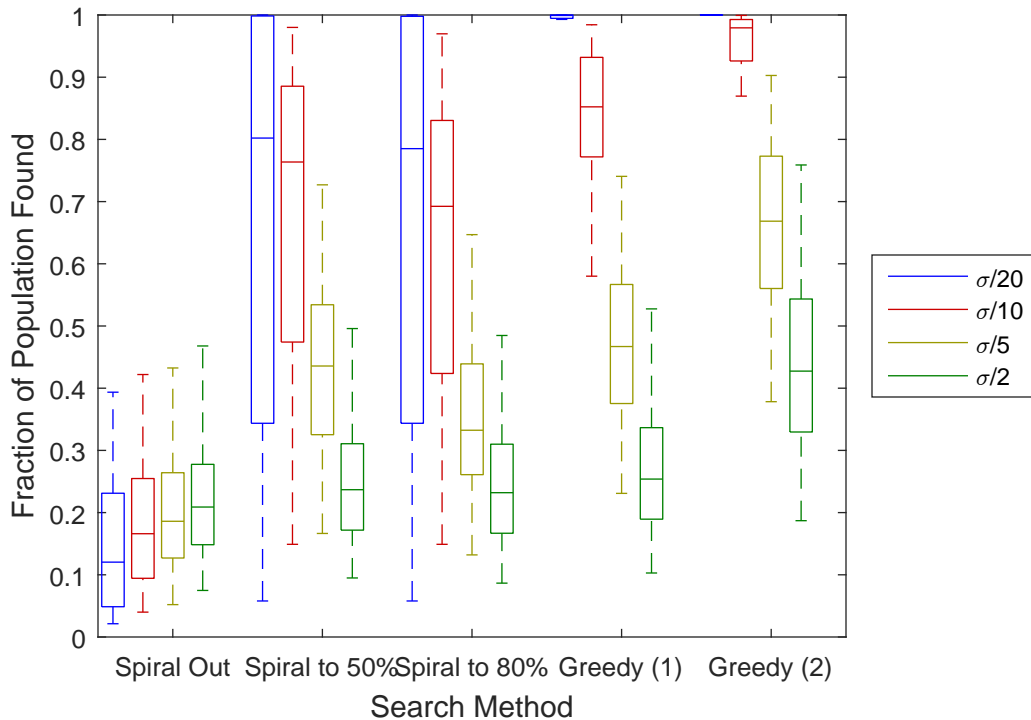 1
0.9
0.8
0.7
0.6
0.5
0.4
0.3
0.2
0.1
0
Fraction of Population Found
Spiral Out Spiral to 50% Spiral to 80% Greedy (1) Greedy (2)
Search Method
σ/20
σ/10
σ/5
σ/2